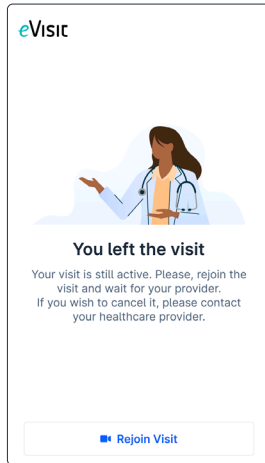 eVisit
You left the visit
Your visit is still active. Please, rejoin the
visit and wait for your provider.
If you wish to cancel it, please contact
your healthcare provider.
Rejoin Visit